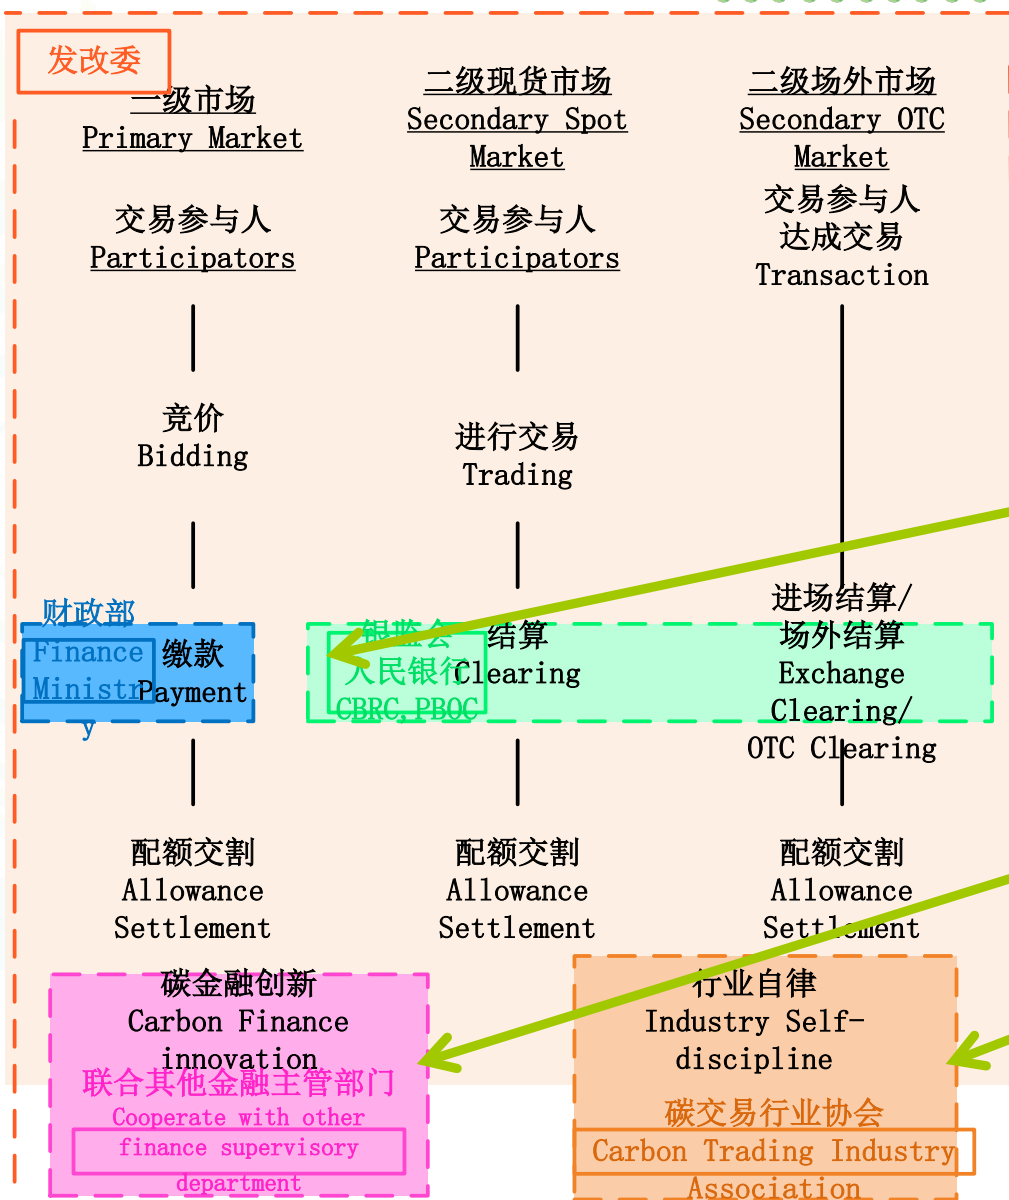 发改委
一级市场
Primary Market
二级现货市场
Secondary Spot
Market
二级场外市场
Secondary OTC
Market
交易参与人
Participators
交易参与人
Participators
交易参与人
达成交易
Transaction
竞价
Bidding
进行交易
Trading
财政部
Finance
Ministr
y
缴款
Payment
银监会
人民银行
CBRC,PBOC
结算
Clearing
进场结算/
场外结算
Exchange
Clearing/
OTC Clearing
配额交割
Allowance
Settlement
配额交割
Allowance
Settlement
配额交割
Allowance
Settlement
碳金融创新
Carbon Finance
innovation
联合其他金融主管部门
Cooperate with other
finance supervisory
department
行业自律
Industry Self-
discipline
碳交易行业协会
Carbon Trading Industry
Association